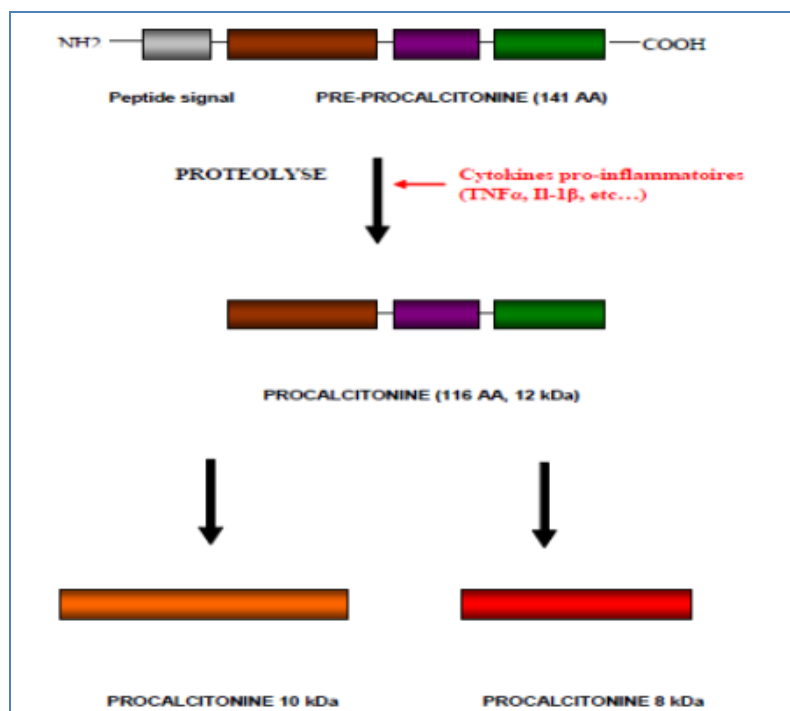 NH2 COOH
Peptide signal PRE-PROCALCITONINE (141 AA)
PROTEOLYSE Cytokines pro-inflammatoires
(TNFα, Il-1β, etc…)
PROCALCITONINE (116 AA, 12 kDa)
PROCALCITONINE 10 kDa PROCALCITONINE 8 kDa